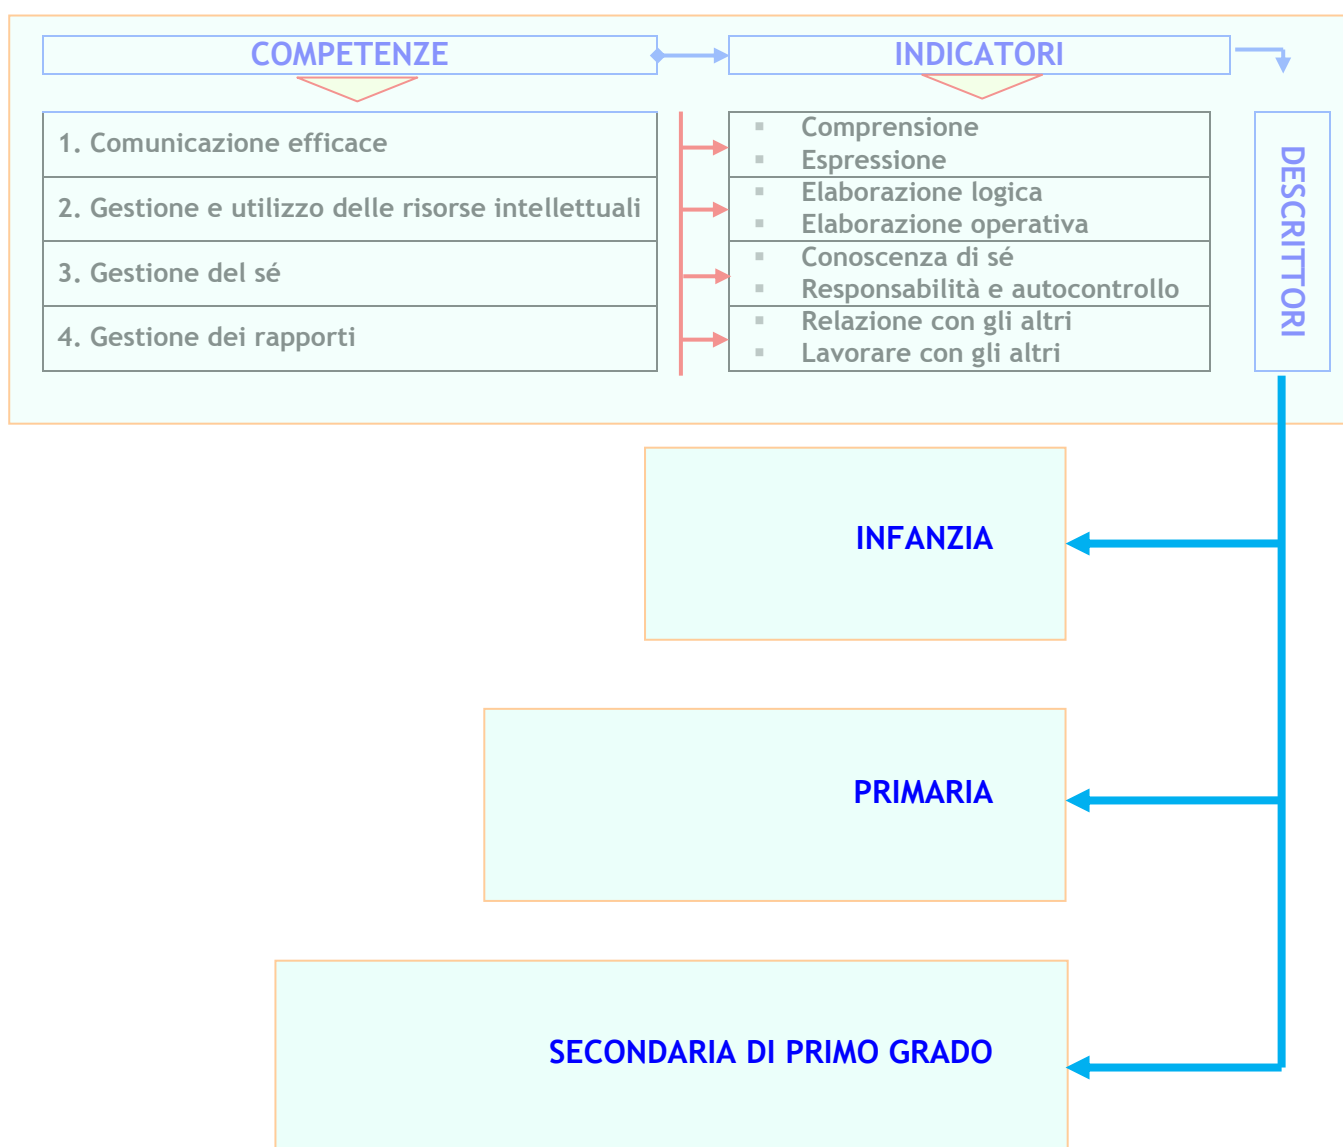 COMPETENZE
INDICATORI
1. Comunicazione efficace
▪ Comprensione
▪ Espressione
2. Gestione e utilizzo delle risorse intellettuali
▪ Elaborazione logica
▪ Elaborazione operativa
3. Gestione del sé
▪ Conoscenza di sé
▪ Responsabilità e autocontrollo
4. Gestione dei rapporti
▪ Relazione con gli altri
▪ Lavorare con gli altri
DESCRITTORI
INFANZIA
PRIMARIA
SECONDARIA DI PRIMO GRADO